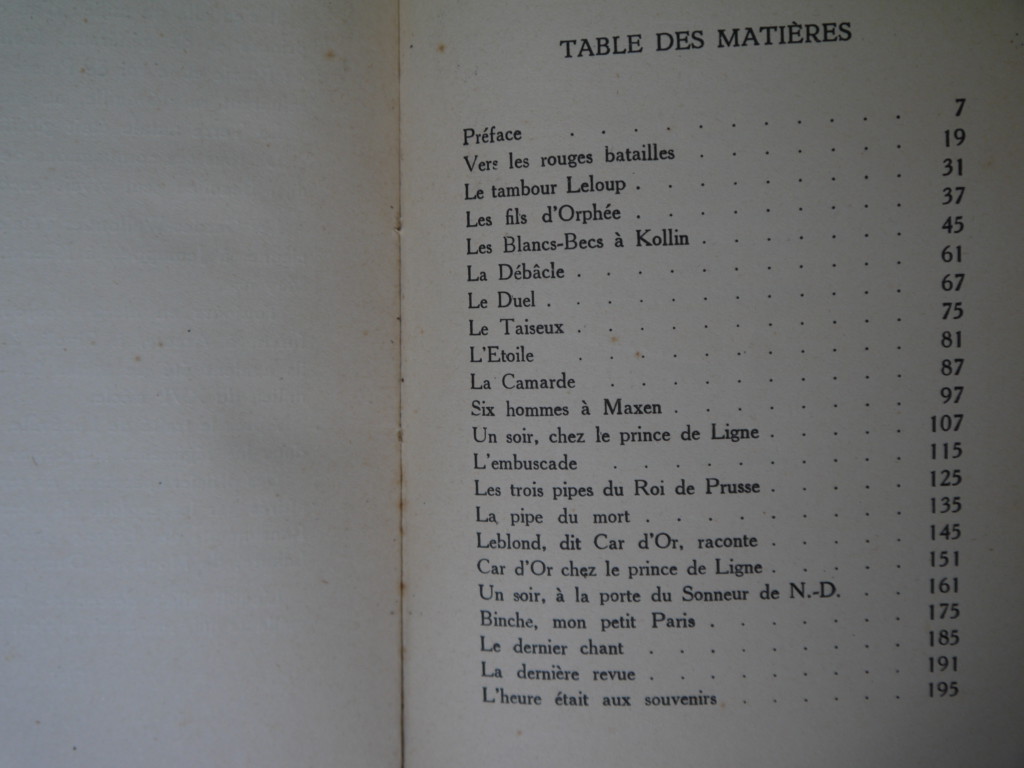 TABLE DES MATIÈRES
Préface . . . . . . . . . . . 7
Vers les rouges batailles . . . . . . . 19
Le tambour Leloup . . . . . . . . . 31
Les fils d'Orphée . . . . . . . . . 37
Les Blancs-Becs à Kollin . . . . . . . 45
La Débâcle . . . . . . . . . . . 61
Le Duel . . . . . . . . . . . . 67
Le Taiseux . . . . . . . . . . . 75
L'Etoile . . . . . . . . . . . 81
La Camarde . . . . . . . . . . 87
Six hommes à Maxen . . . . . . . . 97
Un soir, chez le prince de Ligne . . . . . 107
L'embuscade . . . . . . . . . . 115
Les trois pipes du Roi de Prusse . . . . . 125
La pipe du mort . . . . . . . . . 135
Leblond, dit Car d'Or, raconte . . . . . 145
Car d'Or chez le prince de Ligne . . . . . 151
Un soir, à la porte du Sonneur de N.-D. . . 161
Binche, mon petit Paris . . . . . . . 175
Le dernier chant . . . . . . . . . 185
La dernière revue . . . . . . . . . 191
L'heure était aux souvenirs . . . . . . 195